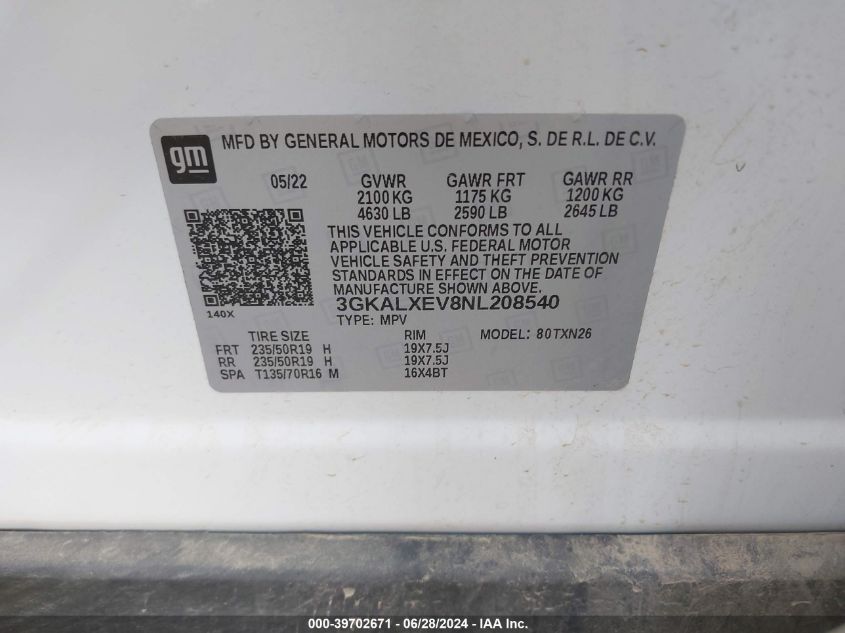 gm
MFD BY GENERAL MOTORS DE MEXICO, S. DE R.L. DE C.V.
05/22 GVWR GAWR FRT GAWR RR
2100 KG 1175 KG 1200 KG
4630 LB 2590 LB 2645 LB
THIS VEHICLE CONFORMS TO ALL
APPLICABLE U.S. FEDERAL MOTOR
VEHICLE SAFETY AND THEFT PREVENTION
STANDARDS IN EFFECT ON THE DATE OF
MANUFACTURE SHOWN ABOVE.
3GKALXEV8NL208540
140X
TYPE: MPV
TIRE SIZE RIM MODEL: 80TXN26
FRT 235/50R19 H 19X7.5J
RR 235/50R19 H 19X7.5J
SPA T135/70R16 M 16X4BT
000-39702671 - 06/28/2024 - IAA Inc.